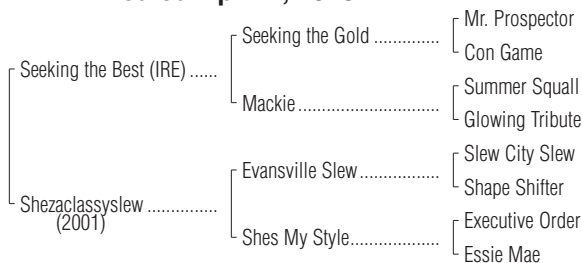 Mr. Prospector
Seeking the Gold ..............
Con Game
Seeking the Best (IRE) ......
Summer Squall
Mackie..............................
Glowing Tribute
Slew City Slew
Evansville Slew.................
Shape Shifter
Shezaclassyslew ...............
(2001)
Executive Order
Shes My Style...................
Essie Mae